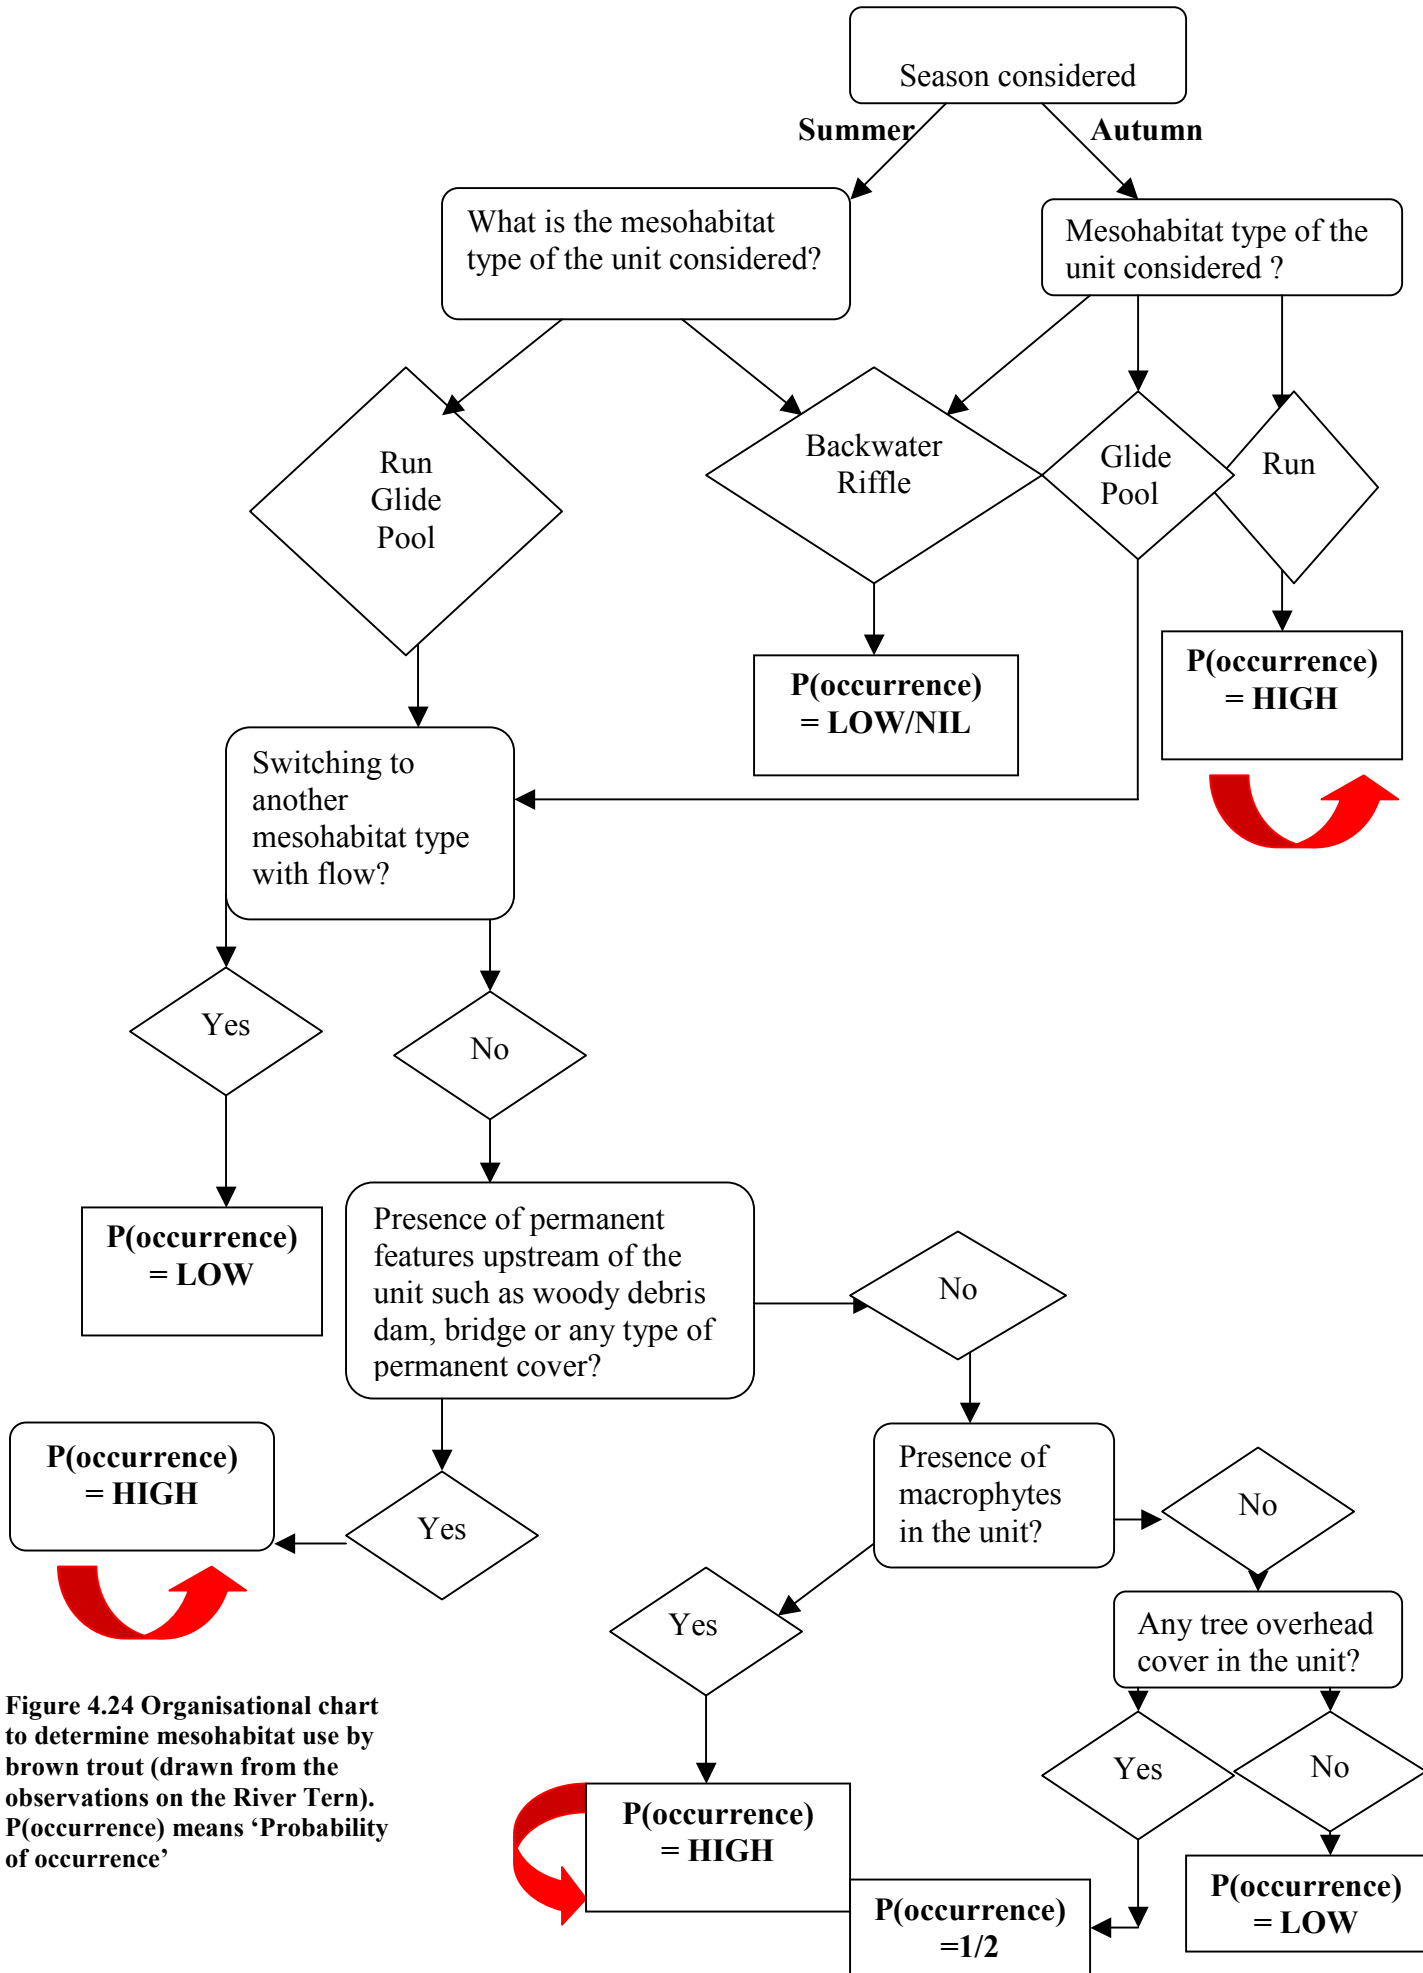 Season considered
Summer
Autumn
What is the mesohabitat
type of the unit considered?
Mesohabitat type of the
unit considered ?
Run
Glide
Pool
Backwater
Riffle
Glide
Pool
Run
P(occurrence)
= LOW/NIL
P(occurrence)
= HIGH
Switching to
another
mesohabitat type
with flow?
Yes
No
P(occurrence)
= LOW
Presence of permanent
features upstream of the
unit such as woody debris
dam, bridge or any type of
permanent cover?
No
P(occurrence)
= HIGH
Yes
Presence of
macrophytes
in the unit?
No
Yes
Any tree overhead
cover in the unit?
Yes
No
P(occurrence)
= HIGH
P(occurrence)
=1/2
P(occurrence)
= LOW
Figure 4.24 Organisational chart
to determine mesohabitat use by
brown trout (drawn from the
observations on the River Tern).
P(occurrence) means ‘Probability
of occurrence’